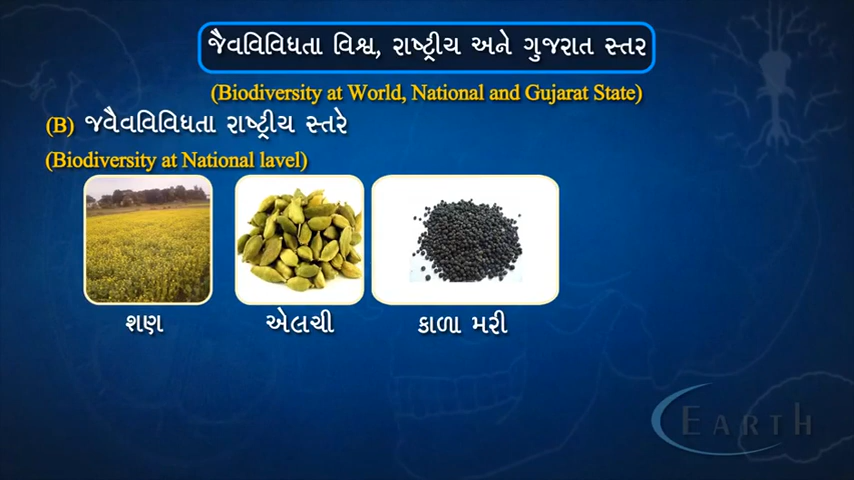 જૈવવિવિધતા વિશ્વ, રાષ્ટ્રીય અને ગુજરાત સ્તર
(Biodiversity at World, National and Gujarat State)
(B) જવૈવવિવિધતા રાષ્ટ્રીય સ્તરે
(Biodiversity at National lavel)
શણ એલચી કાળા મરી
EARTH